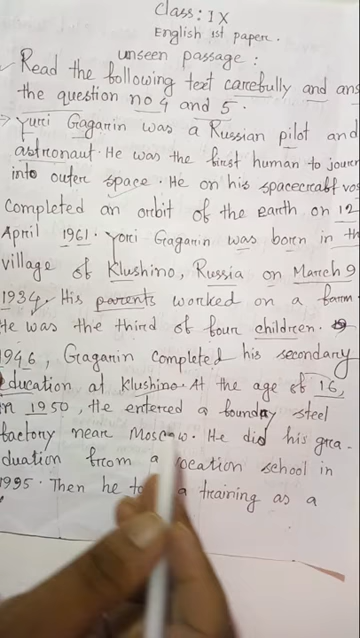 Class: IX
English 1st paper.
unseen passage:
Read the following text carefully and ans
the question no 4 and 5.
→ Yuri Gagarin was a Russian pilot and
astronaut. He was the first human to jour
into outer space. He on his spacecraft vos
completed an orbit of the earth on 12
April 1961. Yori Gagarin was born in th
village of Klushino, Russia on March 9
1934. His parents worked on a farm
He was the third of four children.
1946, Gagarin completed his secondary
education at Klushino. At the age of 16,
in 1950, He entered a foundry steel
factory near Moscow. He did his gra-
duation from a vocation school in
1995. Then he a training as a